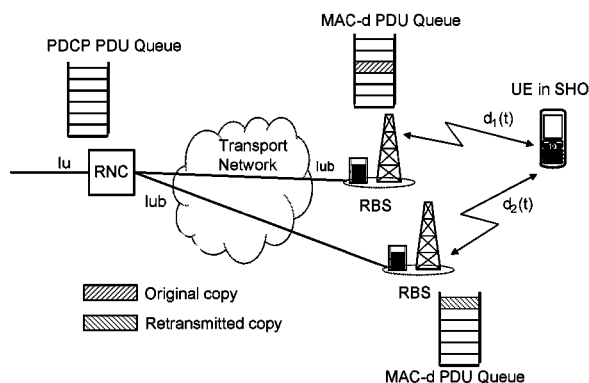 MAC-d PDU Queue
PDCP PDU Queue
UE in SHO
d1(t)
Transport
Network
Iu
RNC
Iub
Iub
RBS
d2(t)
RBS
Original copy
Retransmitted copy
MAC-d PDU Queue